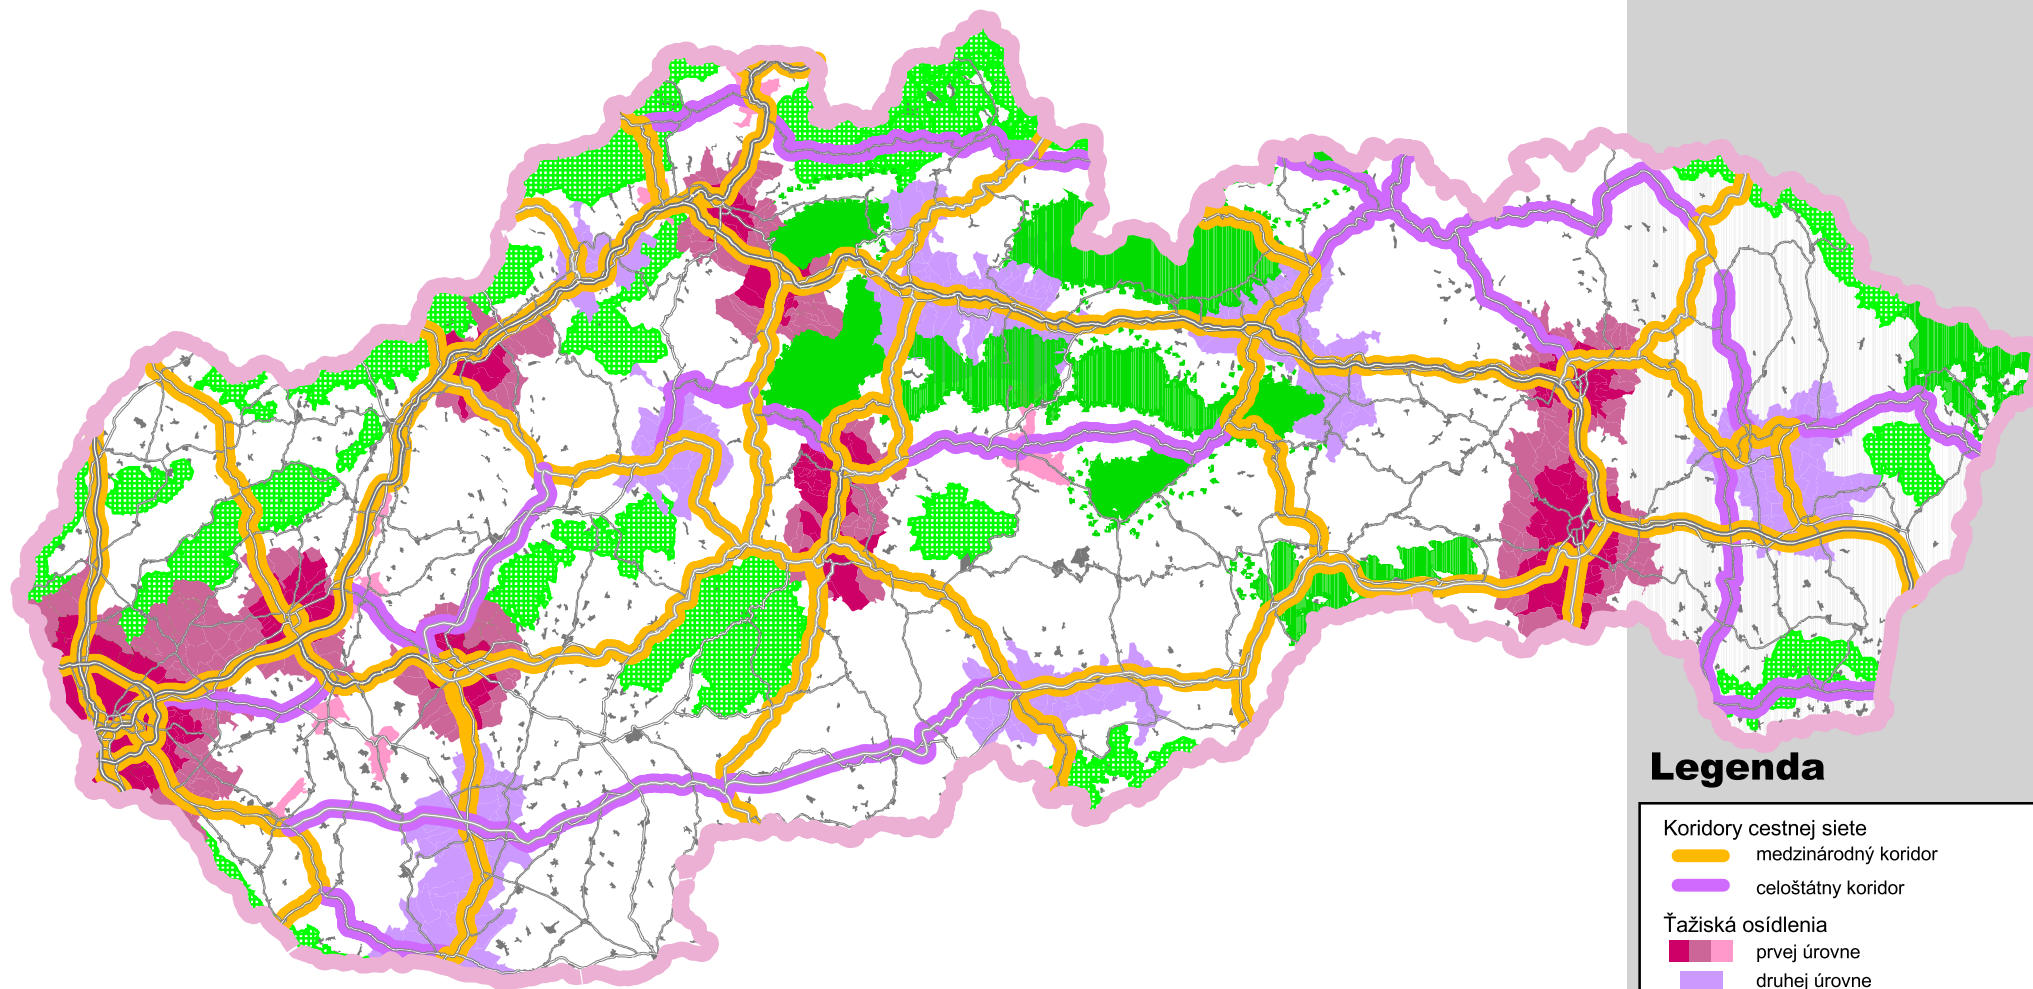 Legenda
Koridory cestnej siete
medzinárodný koridor
celoštátny koridor
Ťažiská osídlenia
prvej úrovne
druhej úrovne